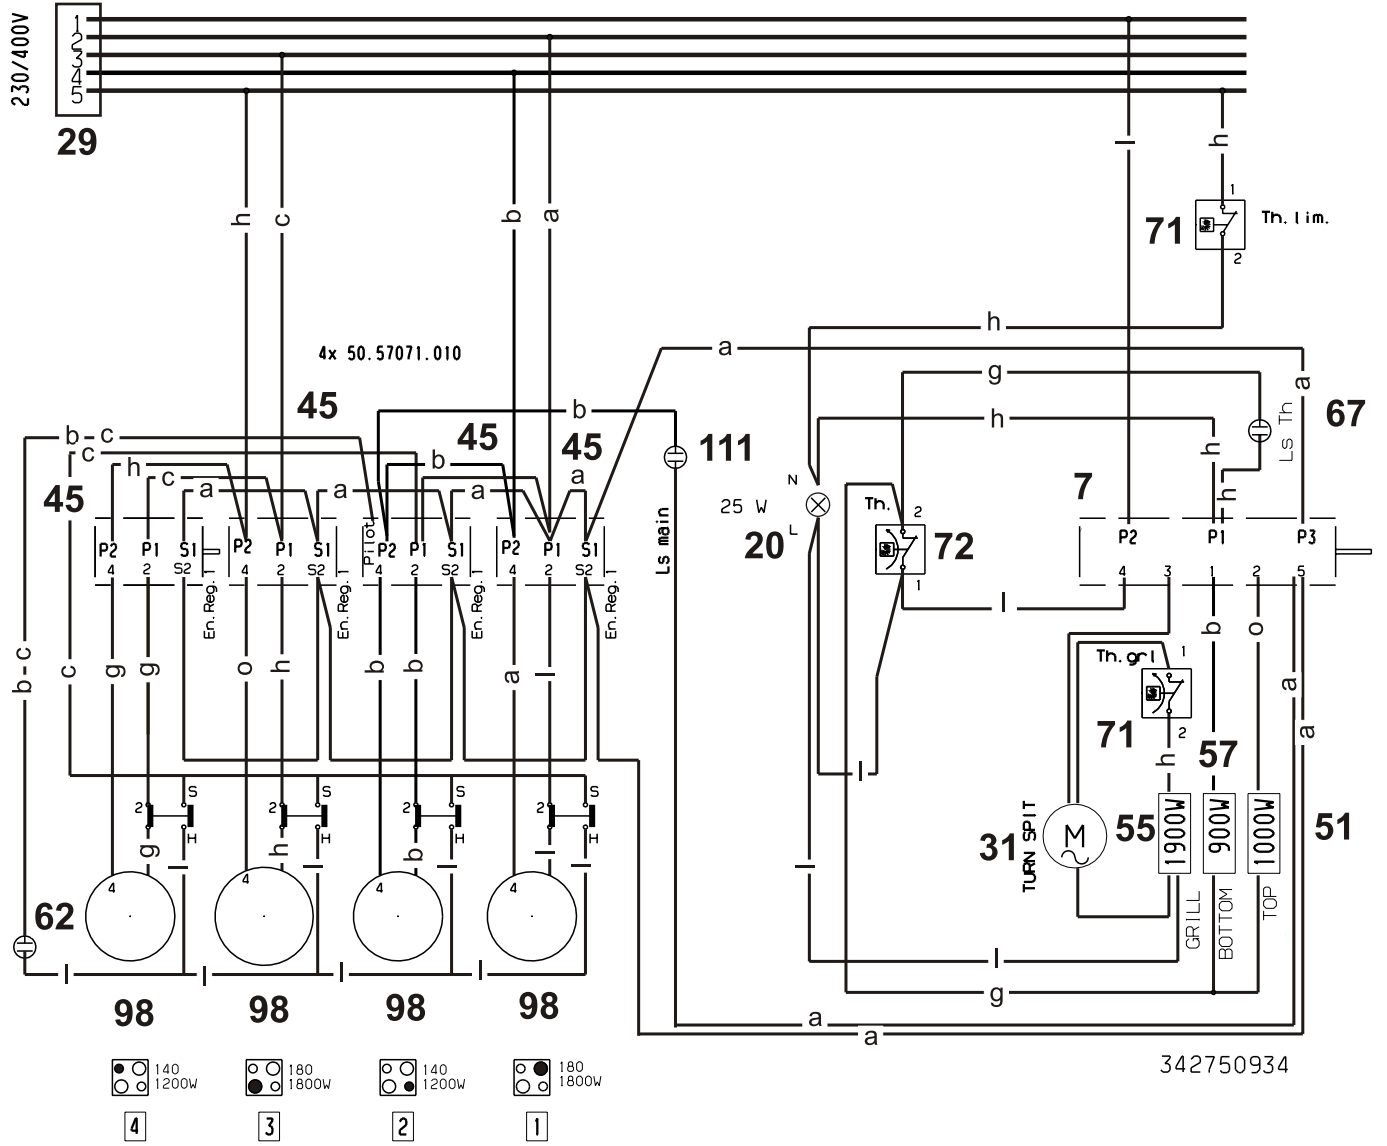 230/400V
1
2
3
4
5
29
l
h
h
c
b
a
71
1
2
Th. lim.
h
a
g
h
a
67
4x 50.57071.010
45
45
45
45
b
b - c
c
h
c
a
a
b
a
a
111
Ls main
N
25 W
L
20
Th.
2
72
1
h
h
Ls Th
7
P2 P1 P3
4 3 1 2 5
P2 P1 S1
4 2 S2
En. Reg. 1
P2 P1 S1
4 2 S2
En. Reg. 1
Pilot
P2 P1 S1
4 2 S2
En. Reg. 1
P2 P1 S1
4 2 S2
En. Reg. 1
b-c
c
g
g
o
h
b
b
a
l
l
b
o
a
a
Th.grl
1
71
2
h
57
l
2 S H
2 S H
2 S H
2 S H
g
l
h
l
b
l
l
l
l
31
TURN SPIT
M
55
1900W
900W
1000W
51
GRILL
BOTTOM
TOP
4
4
4
4
62
l
l
l
l
l
g
98
98
98
98
a
a
140
1200W
180
1800W
140
1200W
180
1800W
4
3
2
1
342750934